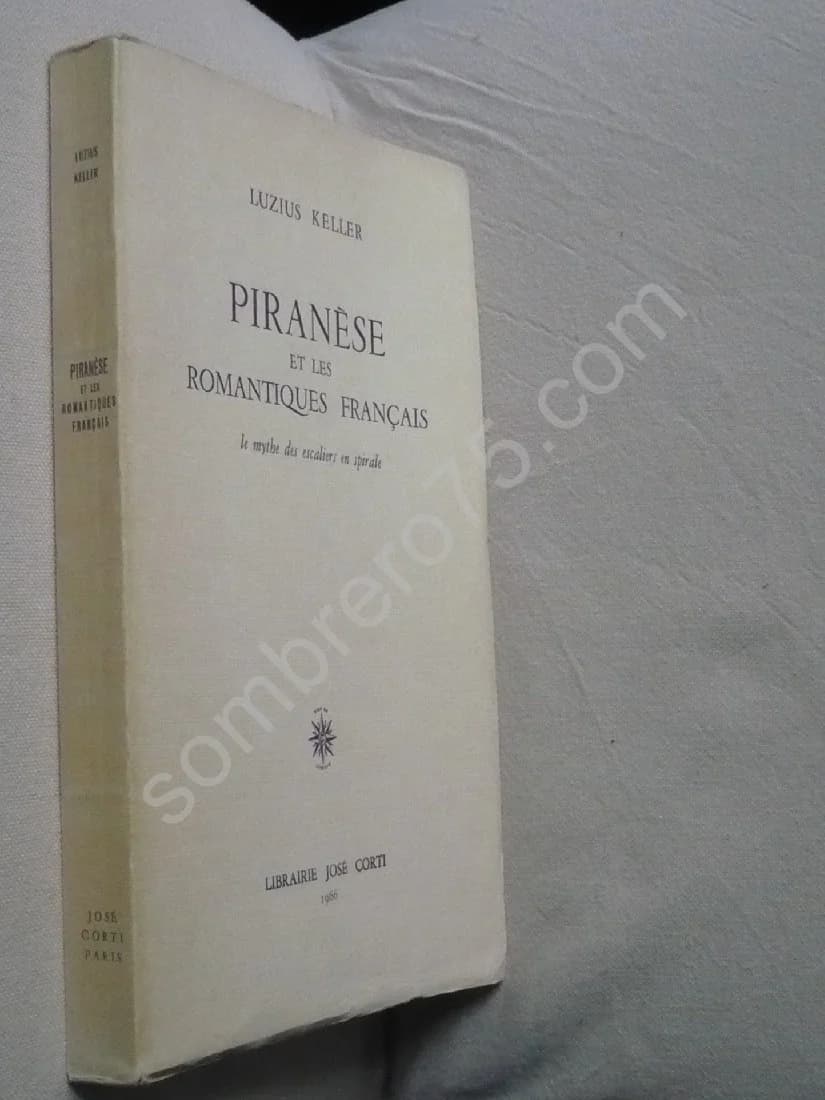 LUZIUS
KELLER
PIRANÈSE
ET LES
ROMANTIQUES
FRANÇAIS
JOSÉ
CORTI
PARIS
LUZIUS KELLER
PIRANÈSE
ET LES
ROMANTIQUES FRANÇAIS
le mythe des escaliers en spirale
LIBRAIRIE JOSÉ CORTI
1966
sombrero75.com